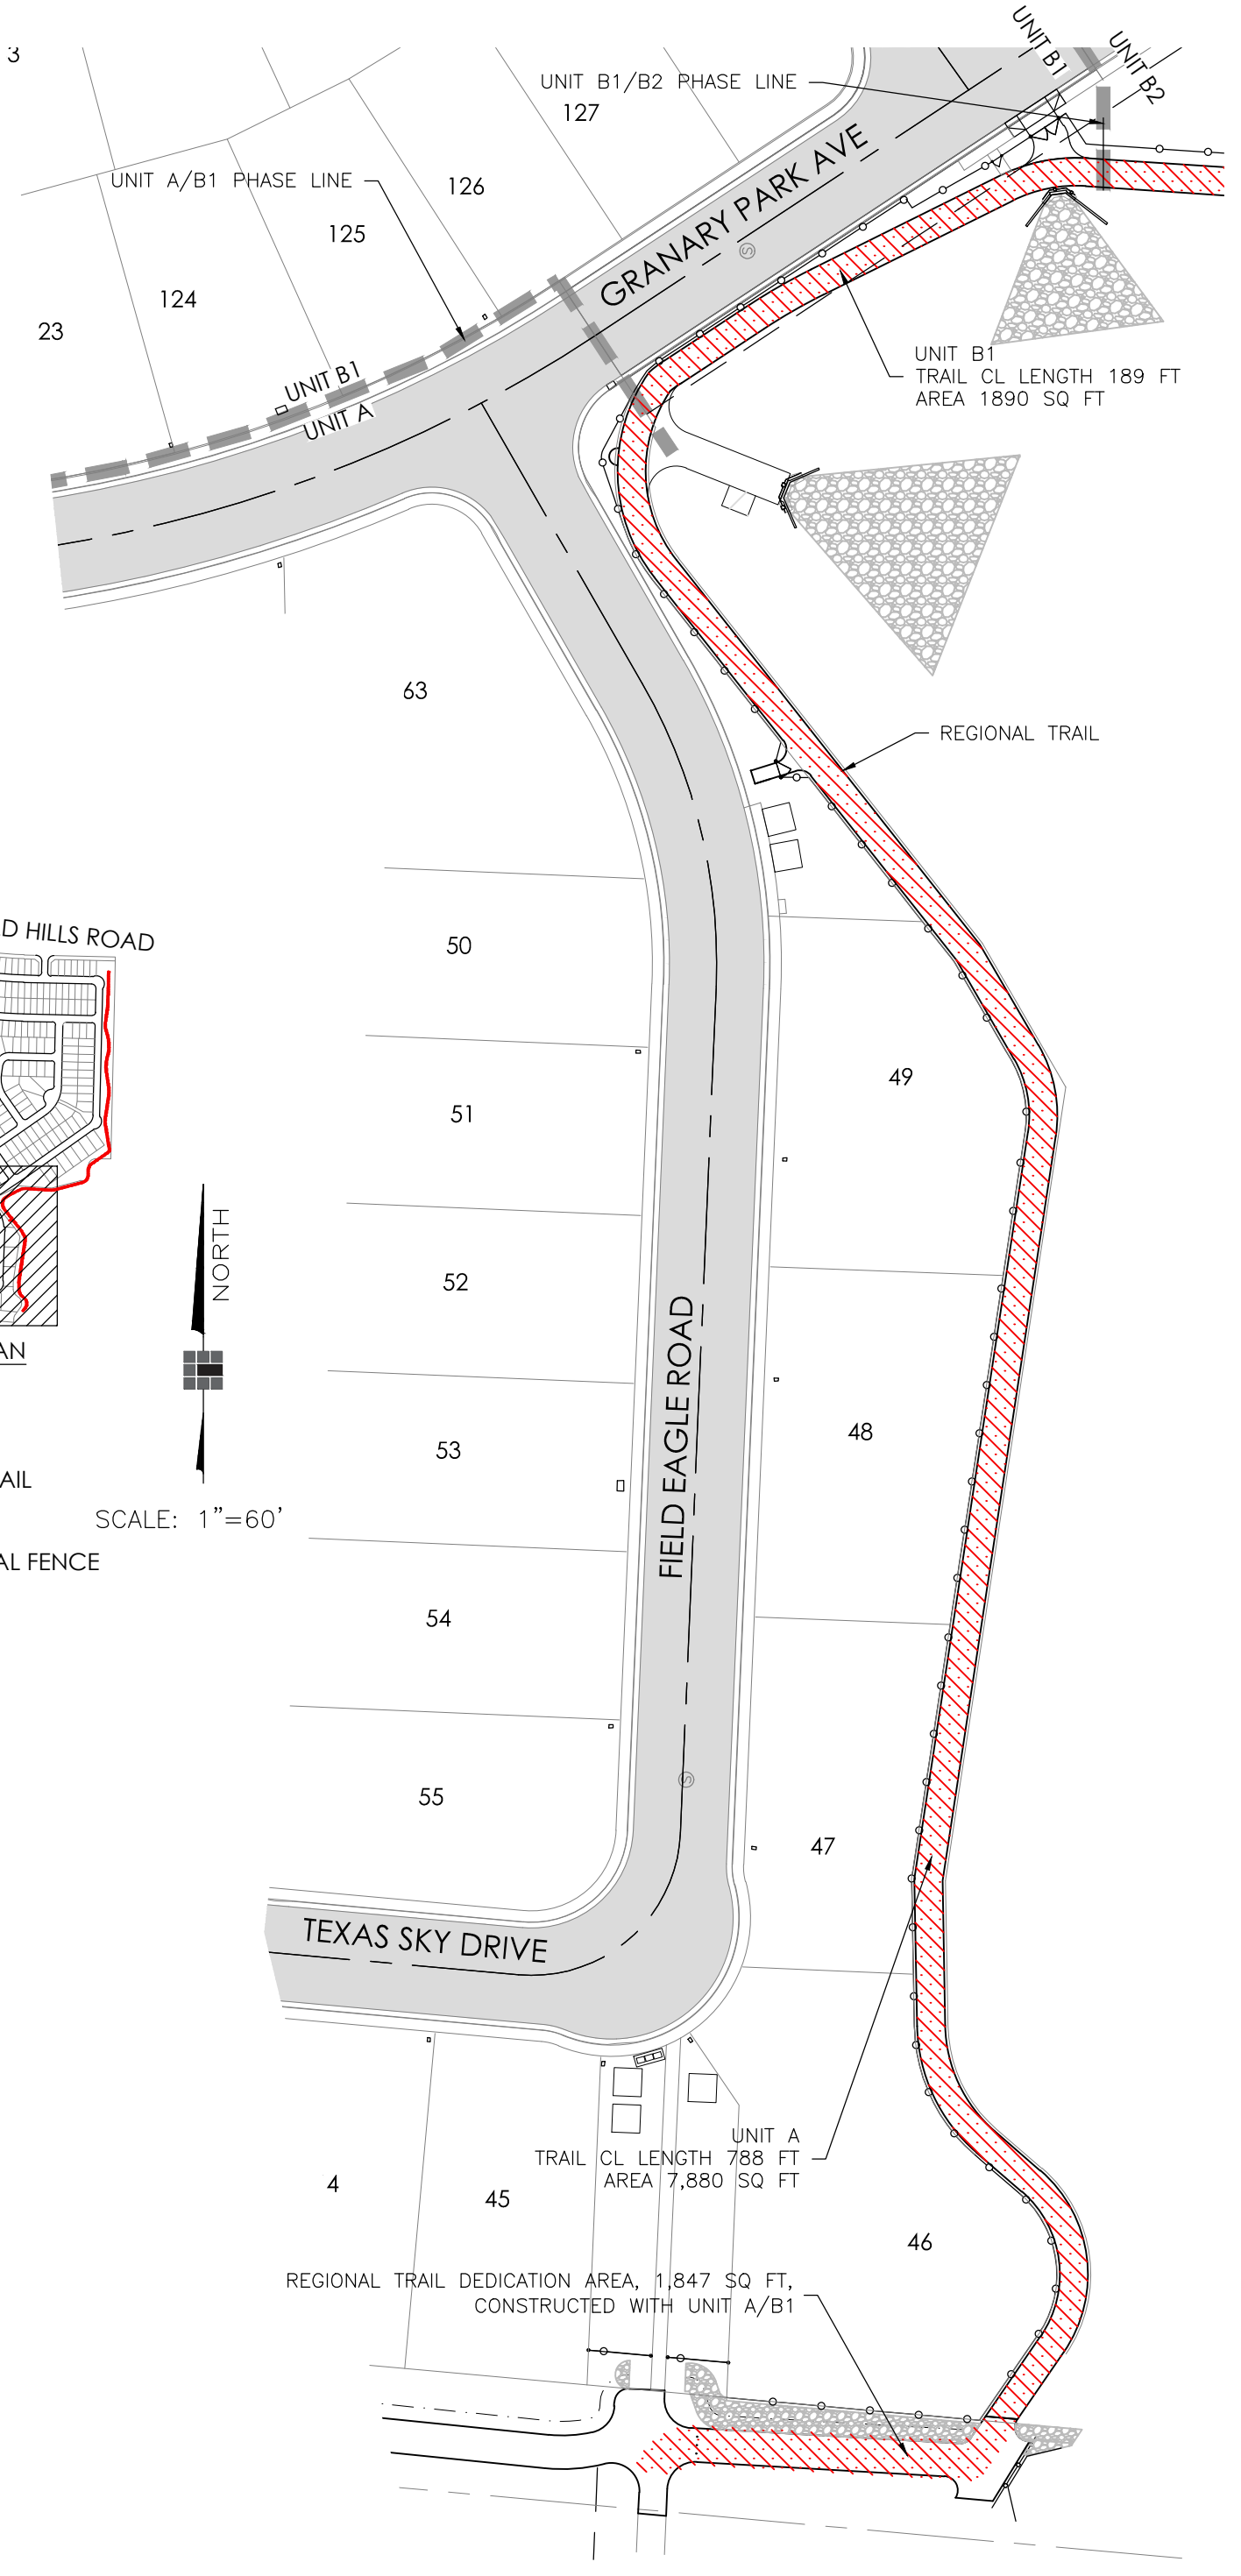 3
UNIT B1
UNIT B2
UNIT B1/B2 PHASE LINE
127
GRANARY PARK AVE
UNIT A/B1 PHASE LINE
126
125
124
23
S
UNIT B1
TRAIL CL LENGTH 189 FT
AREA 1890 SQ FT
UNIT B1
UNIT A
63
REGIONAL TRAIL
D HILLS ROAD
50
49
51
NORTH
52
FIELD EAGLE ROAD
AN
48
53
AIL
SCALE: 1"=60'
AL FENCE
54
S
55
47
TEXAS SKY DRIVE
UNIT A
TRAIL CL LENGTH 788 FT
AREA 7,880 SQ FT
4
45
46
REGIONAL TRAIL DEDICATION AREA, 1,847 SQ FT,
CONSTRUCTED WITH UNIT A/B1